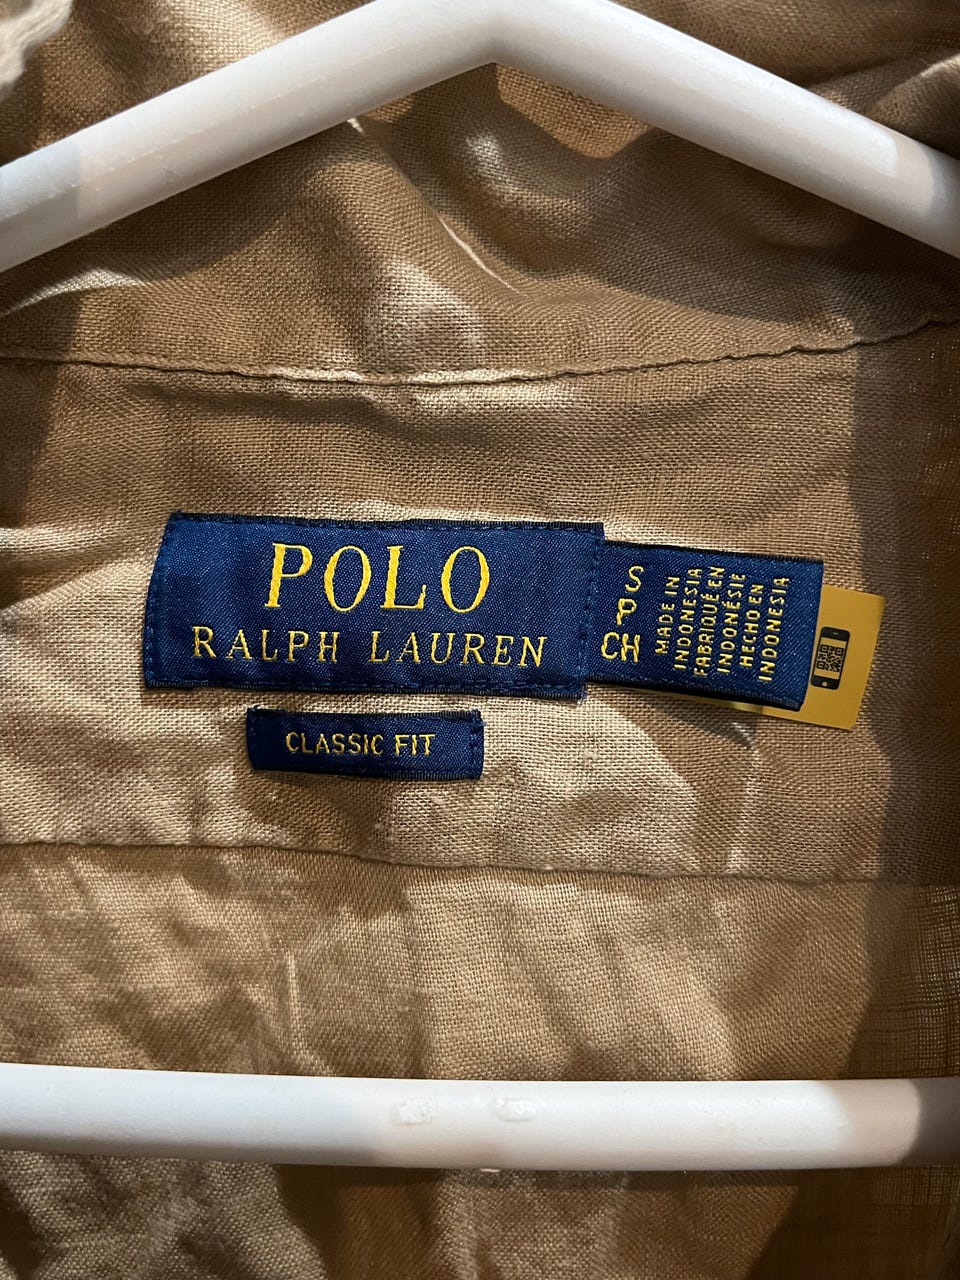 POLO
RALPH LAUREN
CLASSIC FIT
S
P
CH
MADE IN
INDONESIA
FABRIQUÉ EN
INDONÉSIE
HECHO EN
INDONESIA